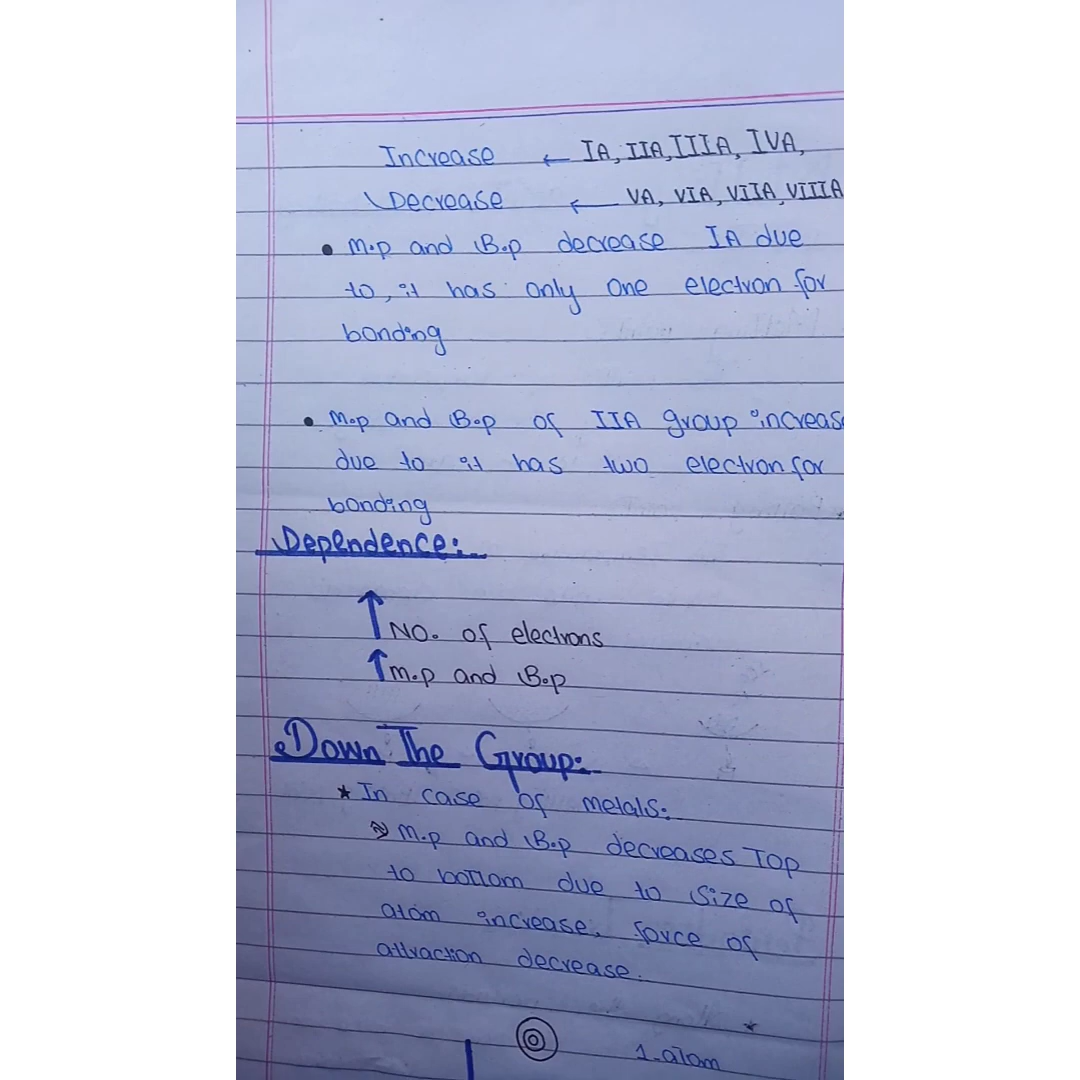 Increase ← IA, IIA, IIIA, IVA,
Decrease ← VA, VIA, VIIA, VIIIA
• M.p and B.p decrease IA due
to, it has only one electron for
bonding
• M.p and B.p of IIA group increase
due to it has two electron for
bonding
Dependence:
↑ NO. of electrons
↑ M.p and B.p
Down The Group:
★ In case of metals:
M.p and B.p decreases Top
to bottom due to size of
atom increase, force of
attraction decrease.
1-atom